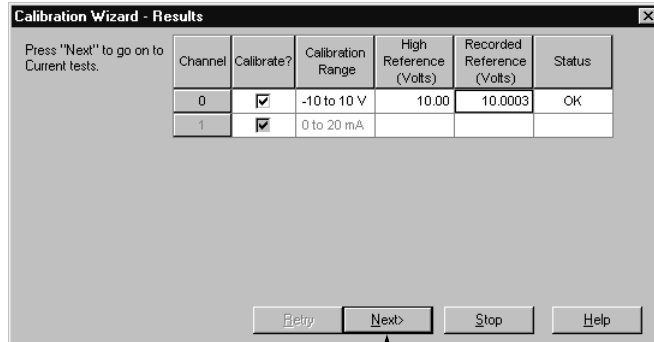 Calibration Wizard - Results
Press "Next" to go on to
Current tests.
Channel Calibrate? Calibration Range High Reference (Volts) Recorded Reference (Volts) Status
0 -10 to 10 V 10.00 10.0003 OK
1 0 to 20 mA
Retry Next> Stop Help